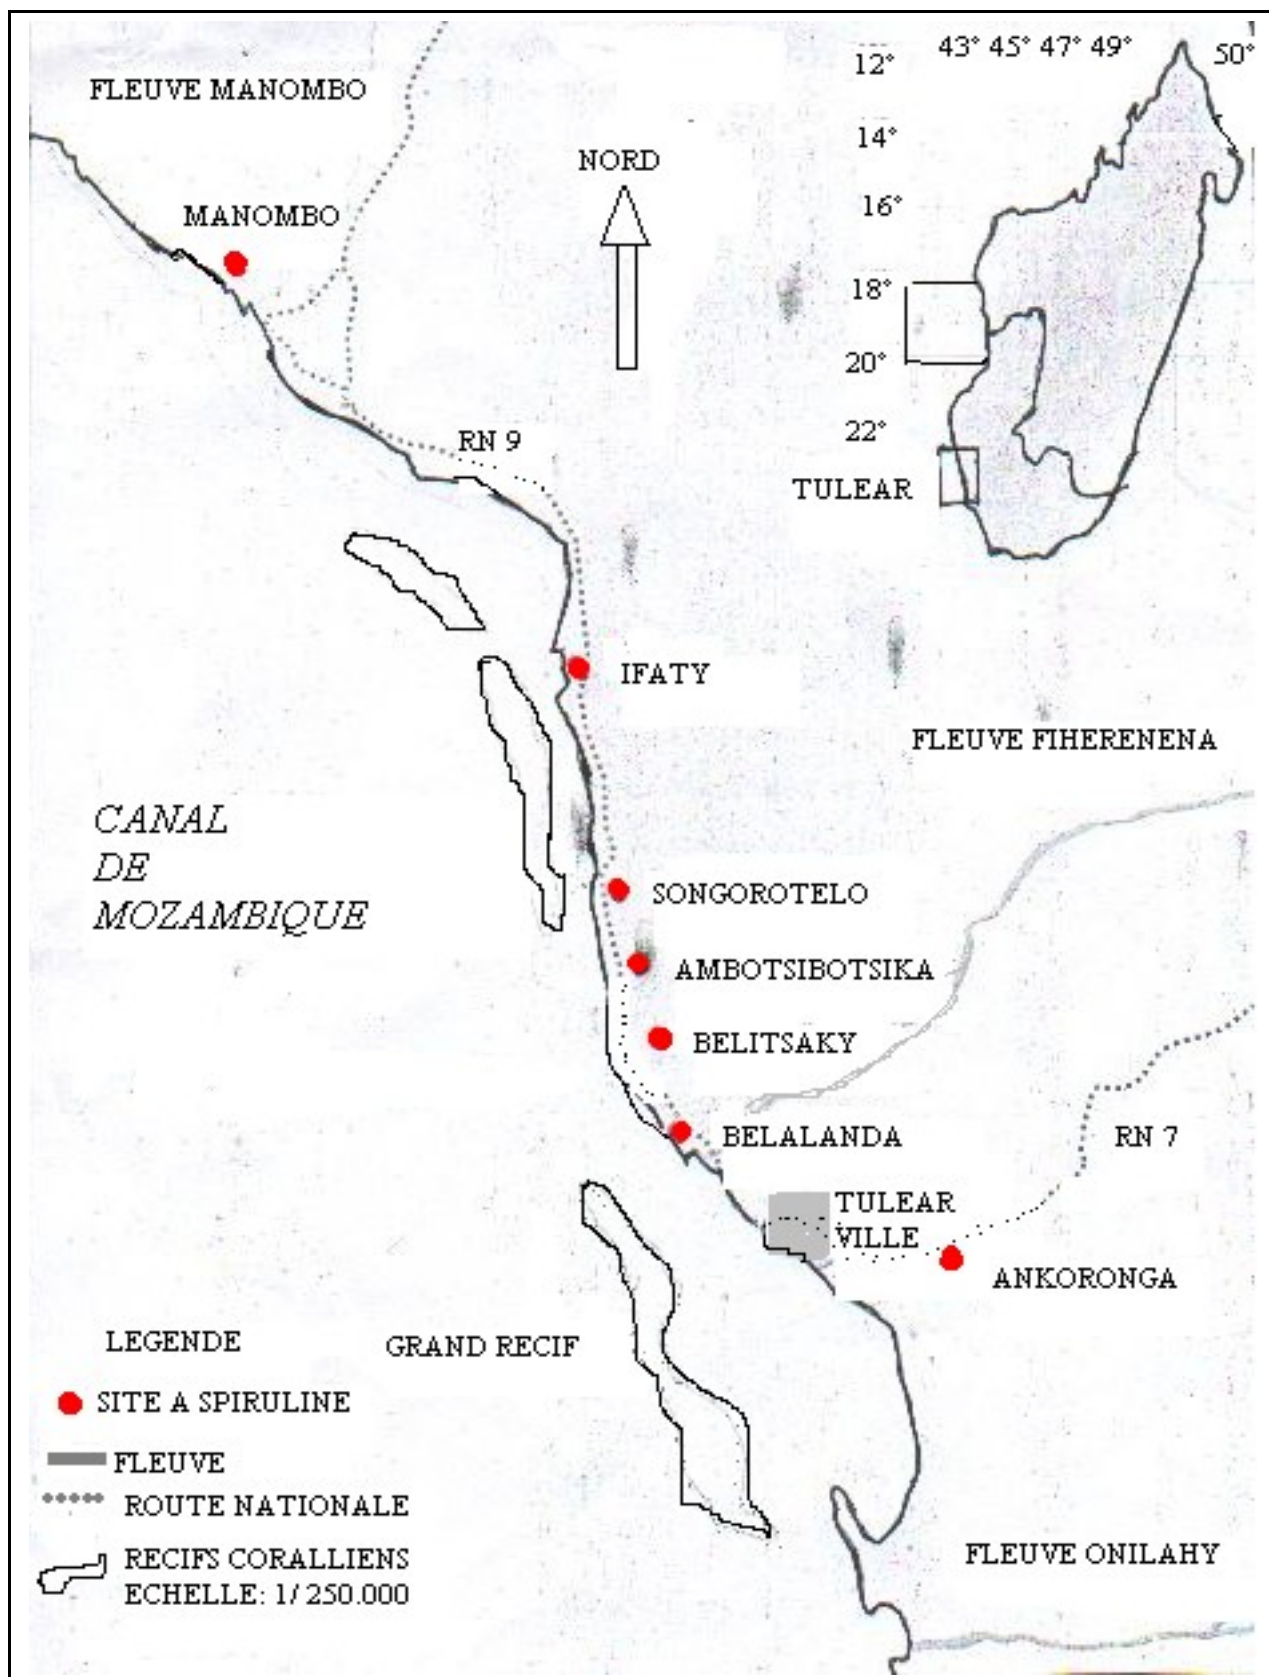 43° 45° 47° 49°
50°
12°
FLEUVE MANOMBO
14°
NORD
16°
MANOMBO
18°
20°
22°
RN 9
TULEAR
IFATY
FLEUVE FIHERENENA
CANAL
DE
MOZAMBIQUE
SONGOROTELO
AMBOTSIBOTSIKA
BELITSAKY
BELALANDA
RN 7
TULEAR
VILLE
ANKORONGA
LEGENDE
GRAND RECIF
SITE A SPIRULINE
FLEUVE
ROUTE NATIONALE
FLEUVE ONILAHY
RECIFS CORALLIENS
ECHELLE: 1/ 250.000